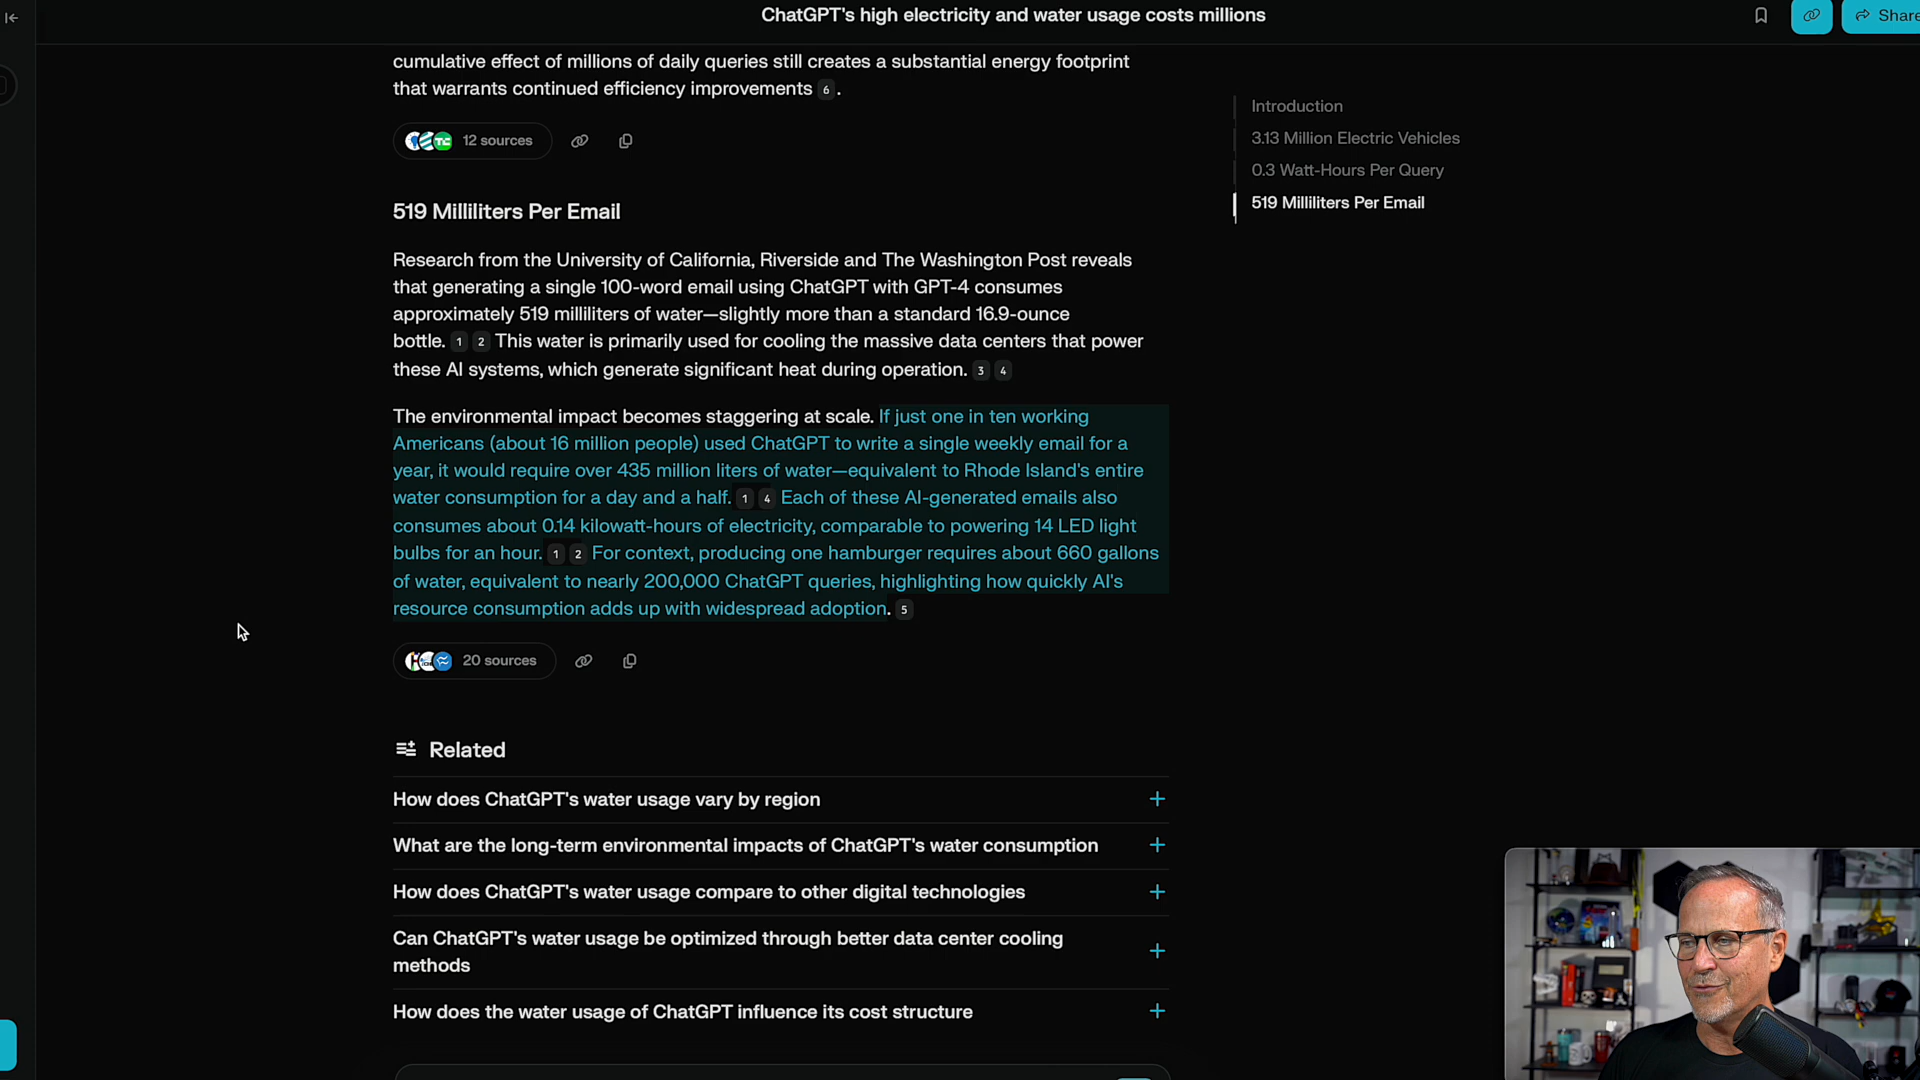 ChatGPT's high electricity and water usage costs millions
Share
cumulative effect of millions of daily queries still creates a substantial energy footprint
that warrants continued efficiency improvements 6 .
12 sources
Introduction
3.13 Million Electric Vehicles
0.3 Watt-Hours Per Query
519 Milliliters Per Email
519 Milliliters Per Email
Research from the University of California, Riverside and The Washington Post reveals
that generating a single 100-word email using ChatGPT with GPT-4 consumes
approximately 519 milliliters of water—slightly more than a standard 16.9-ounce
bottle. 1 2 This water is primarily used for cooling the massive data centers that power
these AI systems, which generate significant heat during operation. 3 4
The environmental impact becomes staggering at scale. If just one in ten working
Americans (about 16 million people) used ChatGPT to write a single weekly email for a
year, it would require over 435 million liters of water—equivalent to Rhode Island's entire
water consumption for a day and a half. 1 4 Each of these AI-generated emails also
consumes about 0.14 kilowatt-hours of electricity, comparable to powering 14 LED light
bulbs for an hour. 1 2 For context, producing one hamburger requires about 660 gallons
of water, equivalent to nearly 200,000 ChatGPT queries, highlighting how quickly AI's
resource consumption adds up with widespread adoption. 5
20 sources
Related
How does ChatGPT's water usage vary by region
What are the long-term environmental impacts of ChatGPT's water consumption
How does ChatGPT's water usage compare to other digital technologies
Can ChatGPT's water usage be optimized through better data center cooling
methods
How does the water usage of ChatGPT influence its cost structure